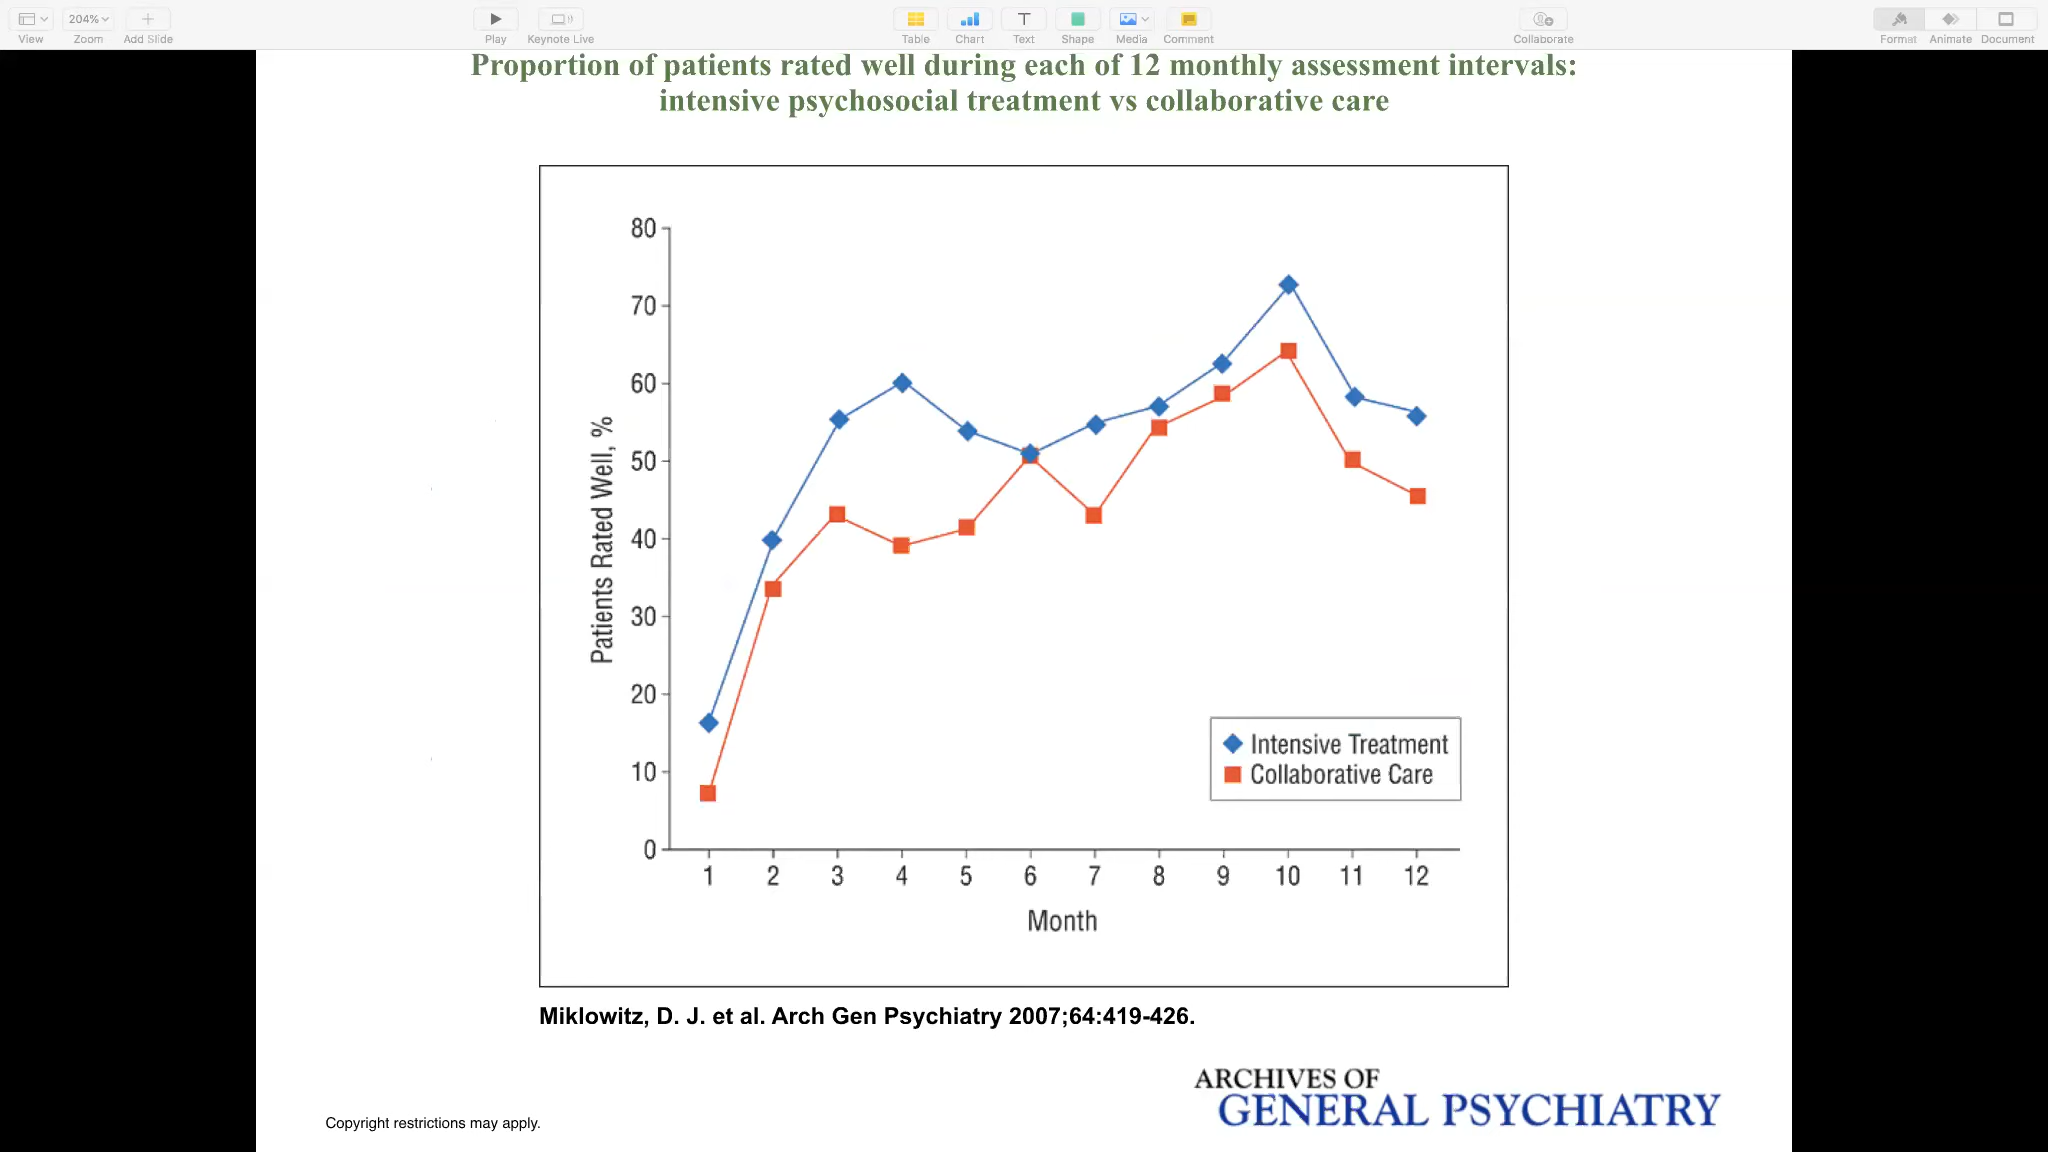 204%
View
Zoom
Add Slide
Play
Keynote Live
Table
Chart
Text
Shape
Media
Comment
Collaborate
Format
Animate
Document
Proportion of patients rated well during each of 12 monthly assessment intervals:
intensive psychosocial treatment vs collaborative care
80
70
60
50
40
30
20
10
0
Patients Rated Well, %
1 2 3 4 5 6 7 8 9 10 11 12
Month
Intensive Treatment
Collaborative Care
Miklowitz, D. J. et al. Arch Gen Psychiatry 2007;64:419-426.
ARCHIVES OF
GENERAL PSYCHIATRY
Copyright restrictions may apply.